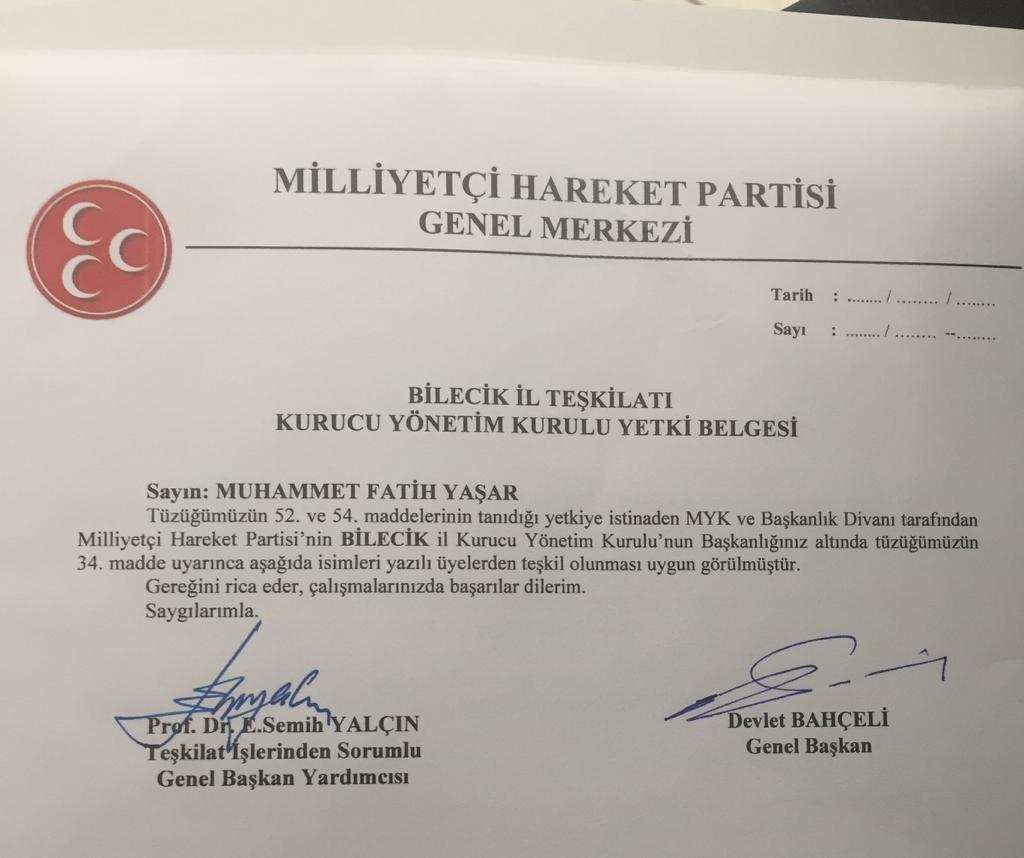 MİLLİYETÇİ HAREKET PARTİSİ
GENEL MERKEZİ
Tarih : ......../ ........ / ........
Sayı : ......../ ........ --........
BİLECİK İL TEŞKİLATI
KURUCU YÖNETİM KURULU YETKİ BELGESİ
Sayın: MUHAMMET FATİH YAŞAR
Tüzüğümüzün 52. ve 54. maddelerinin tanıdığı yetkiye istinaden MYK ve Başkanlık Divanı tarafından
Milliyetçi Hareket Partisi'nin BİLECİK il Kurucu Yönetim Kurulu'nun Başkanlığınız altında tüzüğümüzün
34. madde uyarınca aşağıda isimleri yazılı üyelerden teşkil olunması uygun görülmüştür.
Gereğini rica eder, çalışmalarınızda başarılar dilerim.
Saygılarımla.
Prof. Dr. E.Semih YALÇIN
Teşkilat İşlerinden Sorumlu
Genel Başkan Yardımcısı
Devlet BAHÇELİ
Genel Başkan